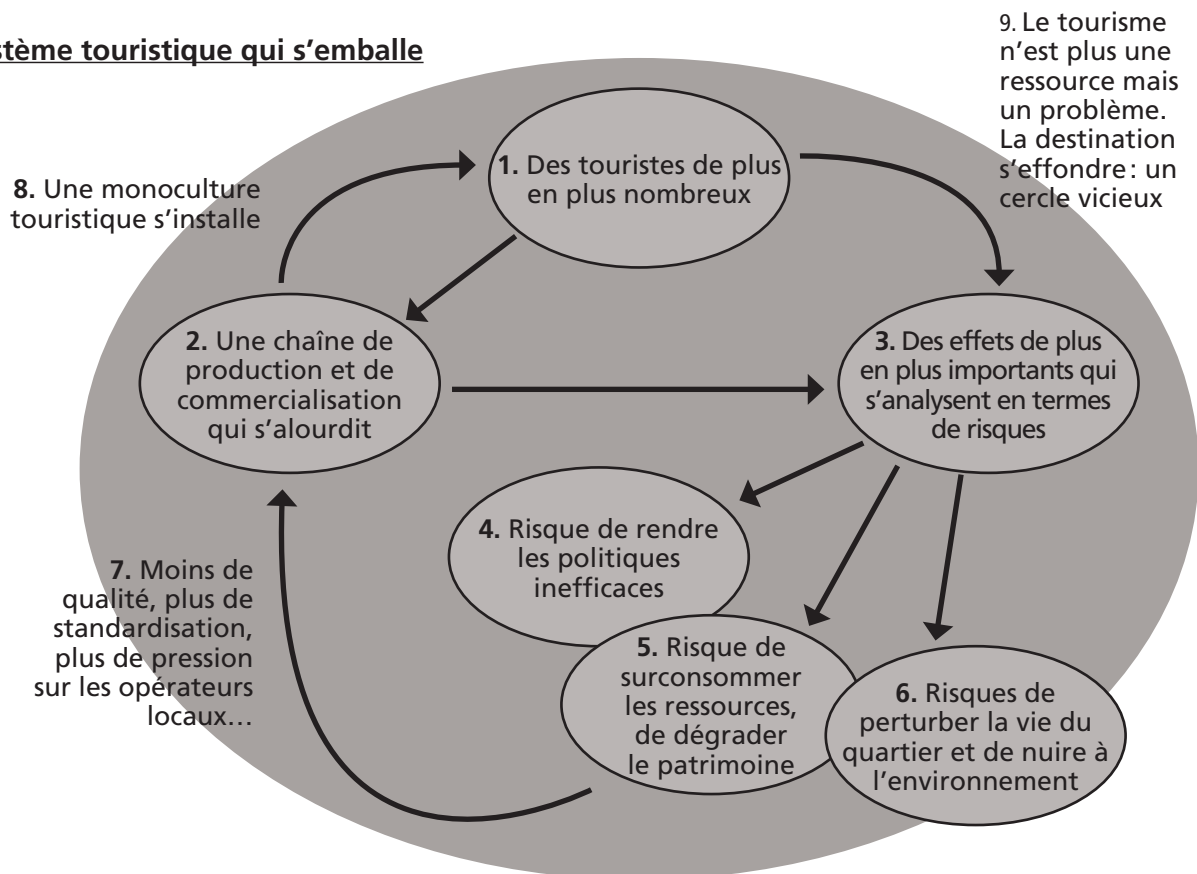 stème touristique qui s’emballe
1. Des touristes de plus
en plus nombreux
2. Une chaîne de
production et de
commercialisation
qui s’alourdit
3. Des effets de plus
en plus importants qui
s’analysent en termes
de risques
4. Risque de rendre
les politiques
inefficaces
5. Risque de
surconsommer
les ressources,
de dégrader
le patrimoine
6. Risques de
perturber la vie du
quartier et de nuire à
l’environnement
7. Moins de
qualité, plus de
standardisation,
plus de pression
sur les opérateurs
locaux…
8. Une monoculture
touristique s’installe
9. Le tourisme
n’est plus une
ressource mais
un problème.
La destination
s’effondre : un
cercle vicieux